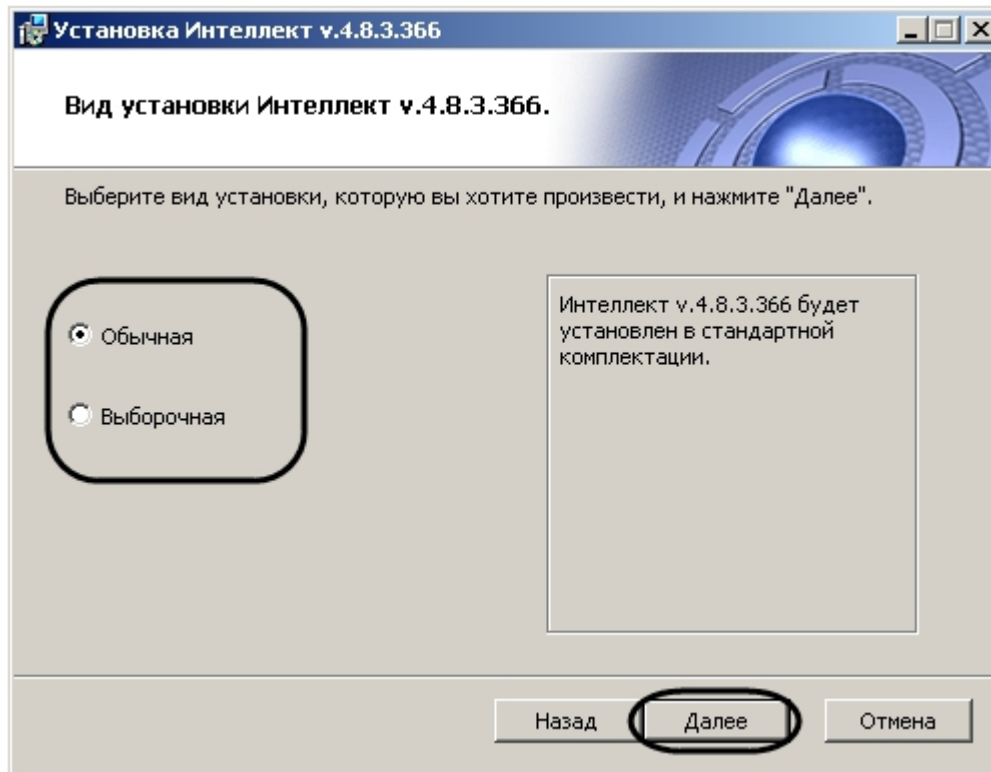 Установка Интеллект v.4.8.3.366
Вид установки Интеллект v.4.8.3.366.
Выберите вид установки, которую вы хотите произвести, и нажмите "Далее".
Обычная
Выборочная
Интеллект v.4.8.3.366 будет
установлен в стандартной
комплектации.
Назад
Далее
Отмена